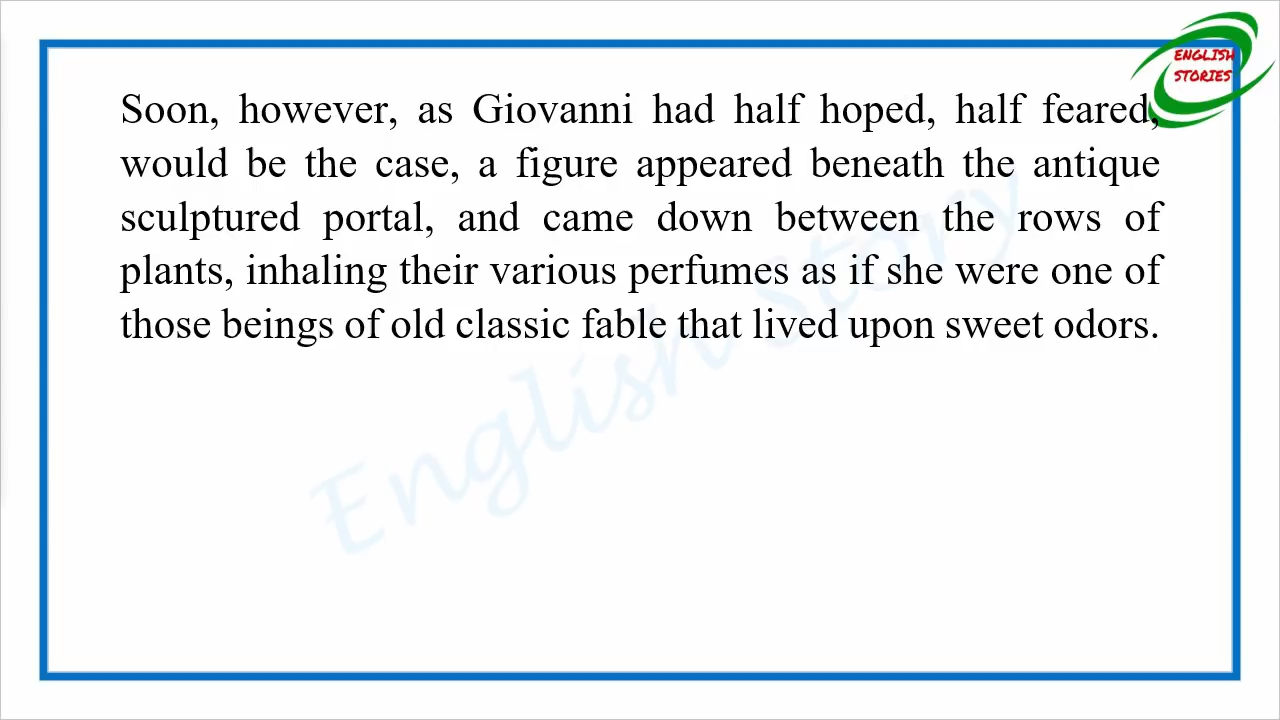 ENGLISH
STORIES
Soon, however, as Giovanni had half hoped, half feared,
would be the case, a figure appeared beneath the antique
sculptured portal, and came down between the rows of
plants, inhaling their various perfumes as if she were one of
those beings of old classic fable that lived upon sweet odors.
English Story